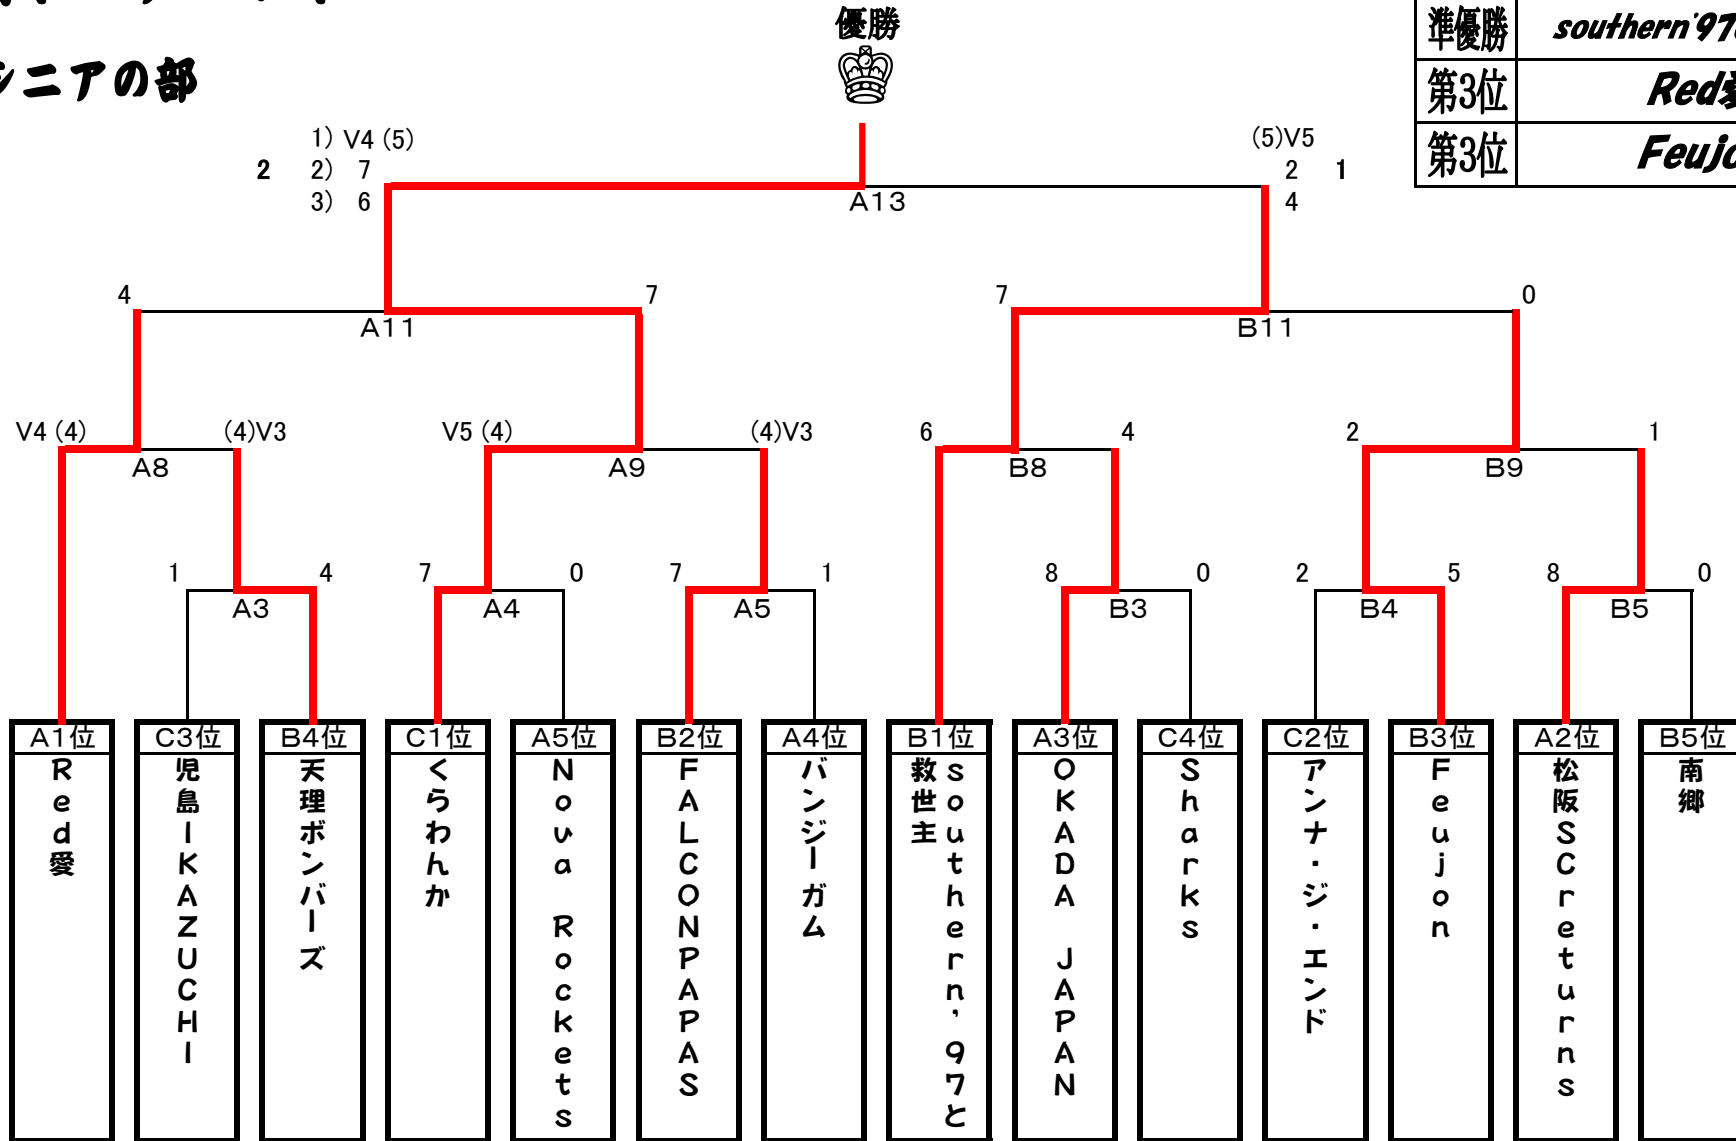 優勝
準優勝 southern'97
第3位 Red愛
第3位 Feujo
シニアの部
1) V4 (5) (5)V5
2 2) 7 2 1
3) 6 4
A13
4 7 7 0
A11 B11
V4 (4) (4)V3 V5 (4) (4)V3 6 4 2 1
A8 A9 B8 B9
1 4 7 0 7 1 8 0 2 5 8 0
A3 A4 A5 B3 B4 B5
A1位 C3位 B4位 C1位 A5位 B2位 A4位 B1位 A3位 C4位 C2位 B3位 A2位 B5位
Red愛
児島IKAZUCHI
天理ボンバーズ
くらわんか
Nova Rockets
FALCONPAPAS
バンジーガム
southern'97と
救世主
OKADA JAPAN
Sharks
アンナ・ジ・エンド
Feujon
松阪SCreturns
南郷